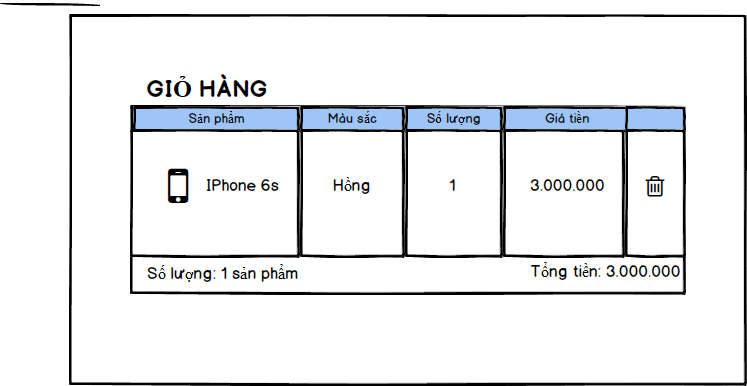 GIỎ HÀNG
Sản phẩm Màu sắc Số lượng Giá tiền
IPhone 6s Hồng 1 3.000.000
Số lượng: 1 sản phẩm Tổng tiền: 3.000.000